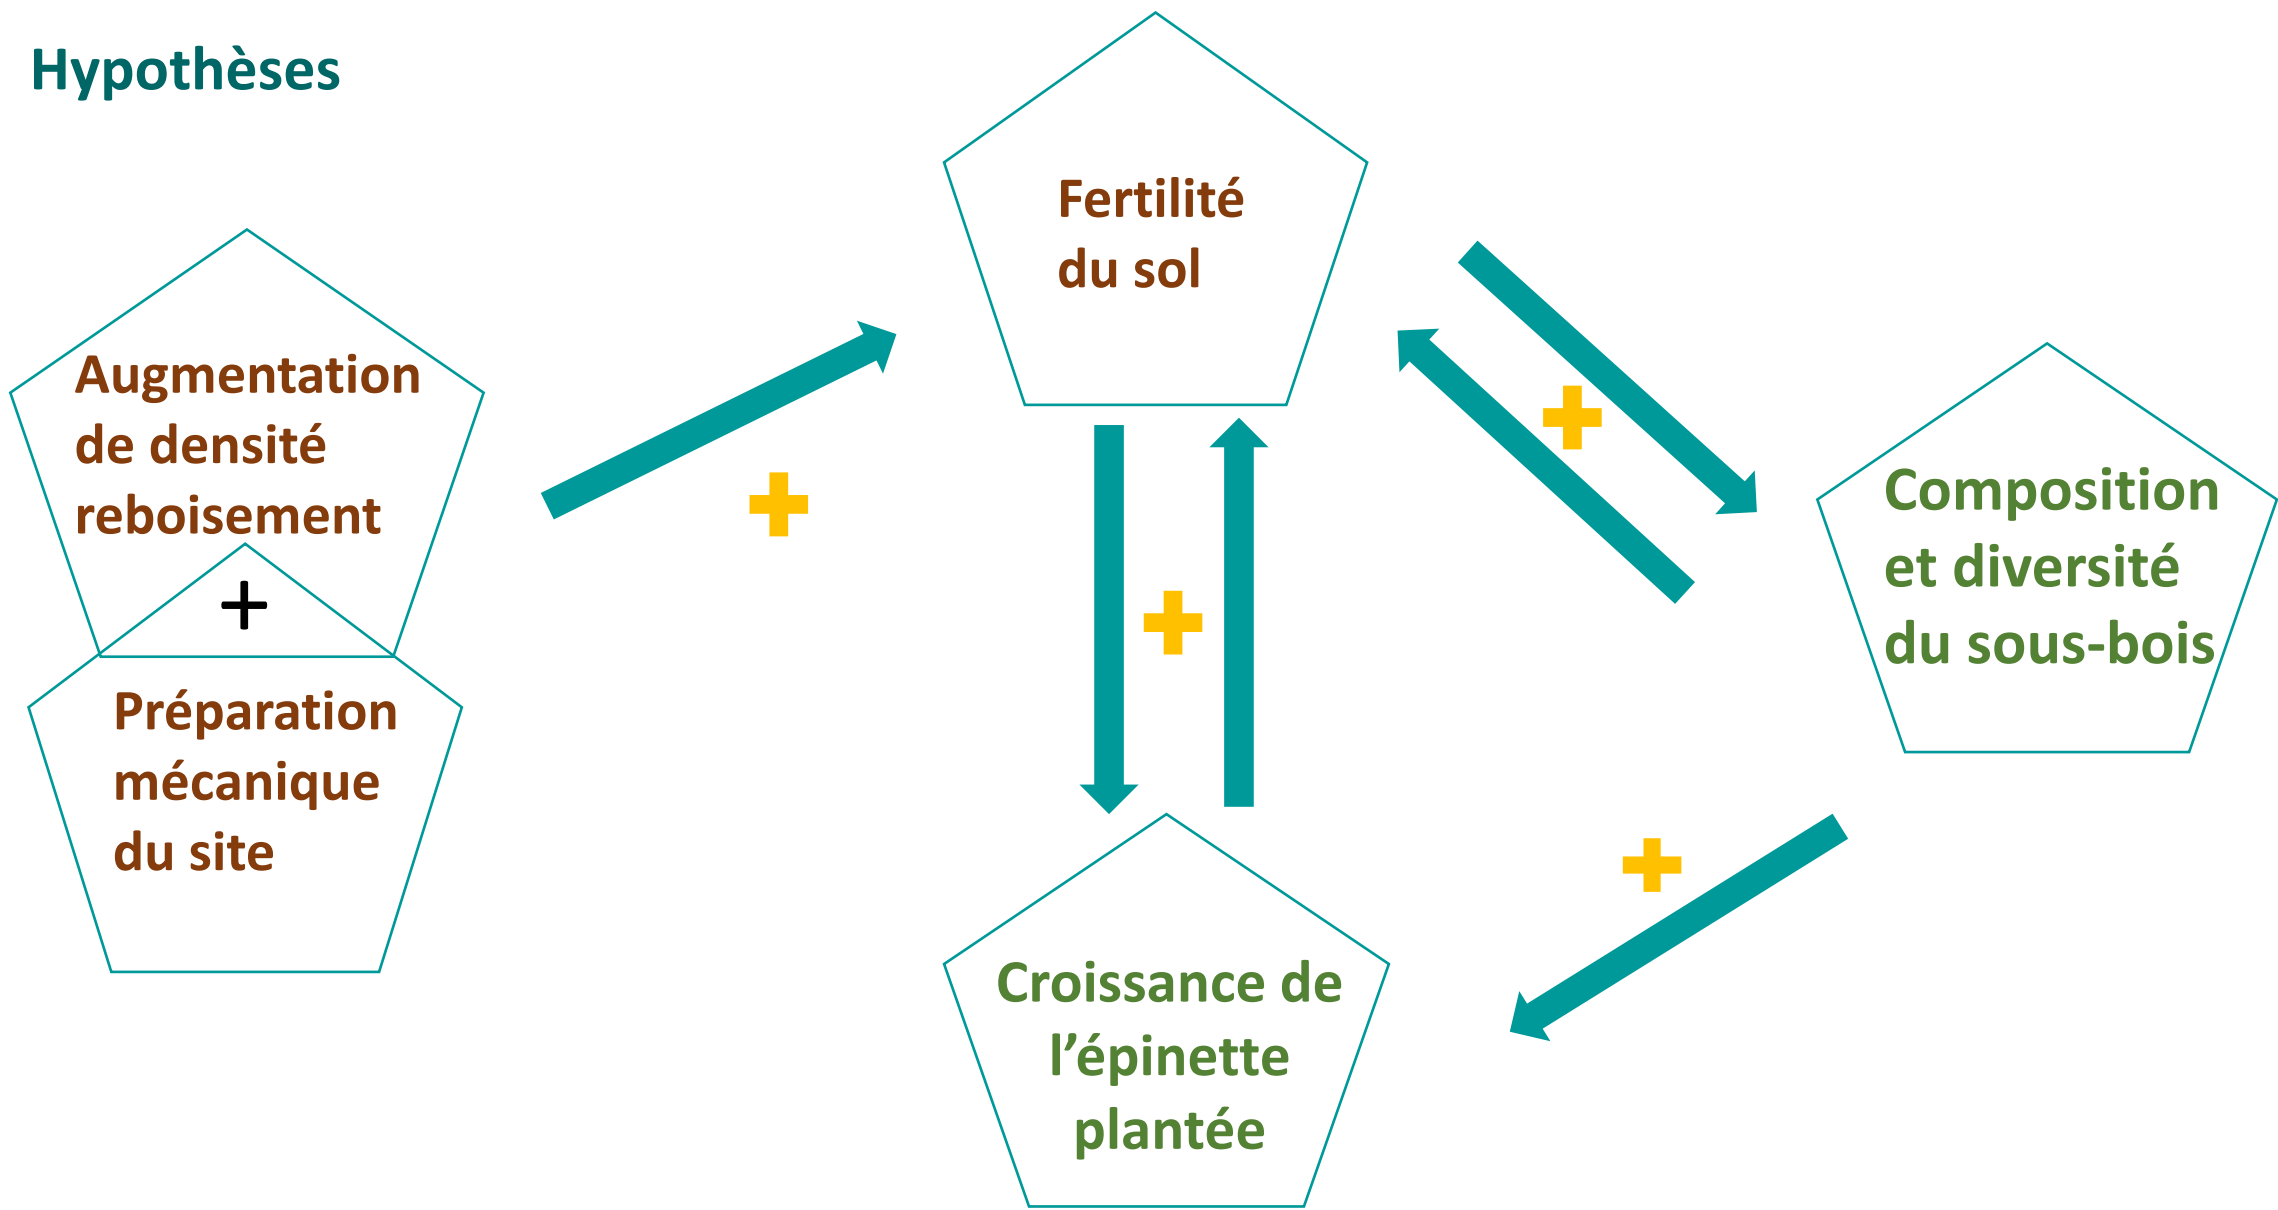 Hypothèses
Fertilité
du sol
Augmentation
de densité
reboisement
+
Préparation
mécanique
du site
Composition
et diversité
du sous-bois
Croissance de
l’épinette
plantée